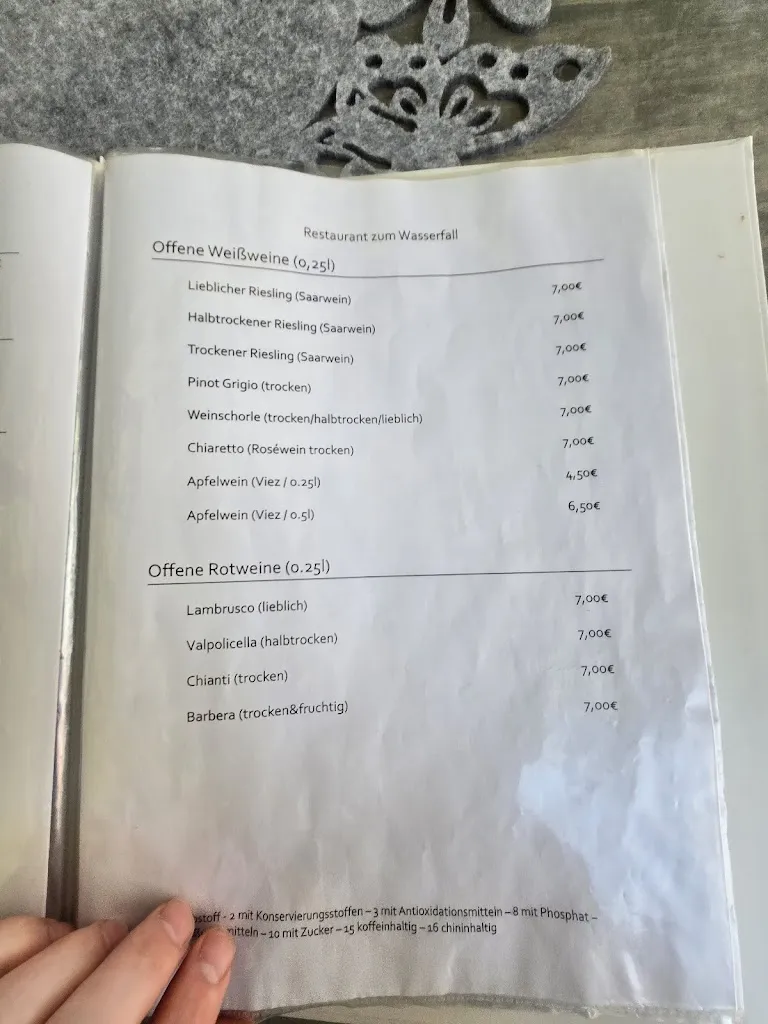 Restaurant zum Wasserfall
Offene Weißweine (0,25l)
Lieblicher Riesling (Saarwein) 7,00€
Halbtrockener Riesling (Saarwein) 7,00€
Trockener Riesling (Saarwein) 7,00€
Pinot Grigio (trocken) 7,00€
Weinschorle (trocken/halbtrocken/lieblich) 7,00€
Chiaretto (Roséwein trocken) 7,00€
Apfelwein (Viez / 0.25l) 4,50€
Apfelwein (Viez / 0.5l) 6,50€
Offene Rotweine (0.25l)
Lambrusco (lieblich) 7,00€
Valpolicella (halbtrocken) 7,00€
Chianti (trocken) 7,00€
Barbera (trocken&fruchtig) 7,00€
- 2 mit Konservierungsstoffen – 3 mit Antioxidationsmitteln – 8 mit Phosphat –
– 10 mit Zucker – 15 koffeinhaltig – 16 chininhaltig